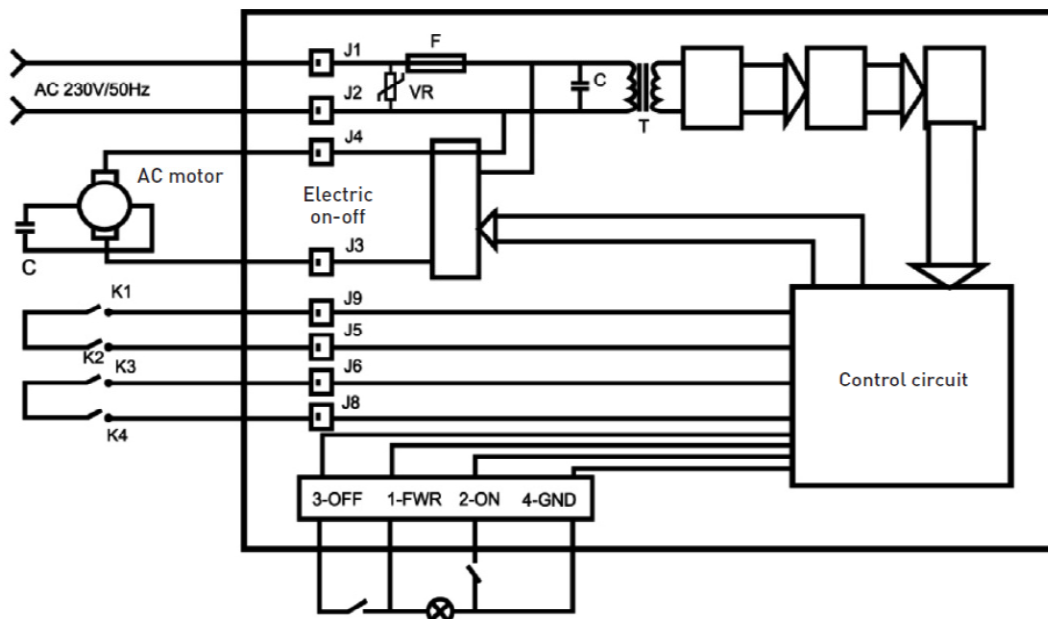 J1
F
AC 230V/50Hz
VR
C
J2
T
J4
AC motor
Electric
on-off
J3
C
K1
J9
K2
J5
K3
J6
Control circuit
J8
K4
3-OFF 1-FWR 2-ON 4-GND